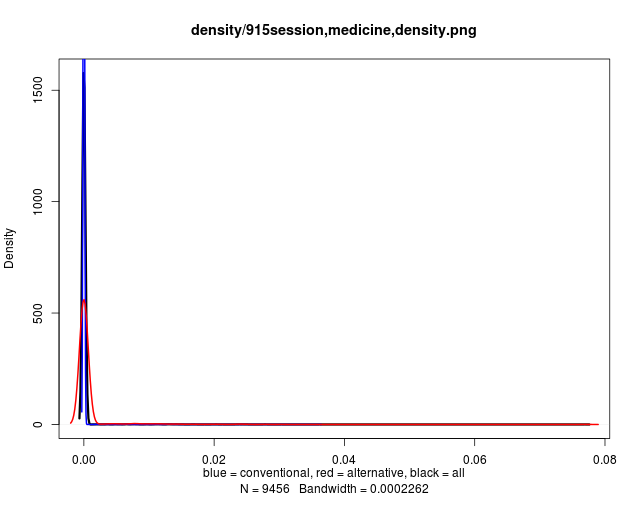 density/915session,medicine,density.png
1500
1000
500
0
Density
0.00 0.02 0.04 0.06 0.08
blue = conventional, red = alternative, black = all
N = 9456 Bandwidth = 0.0002262